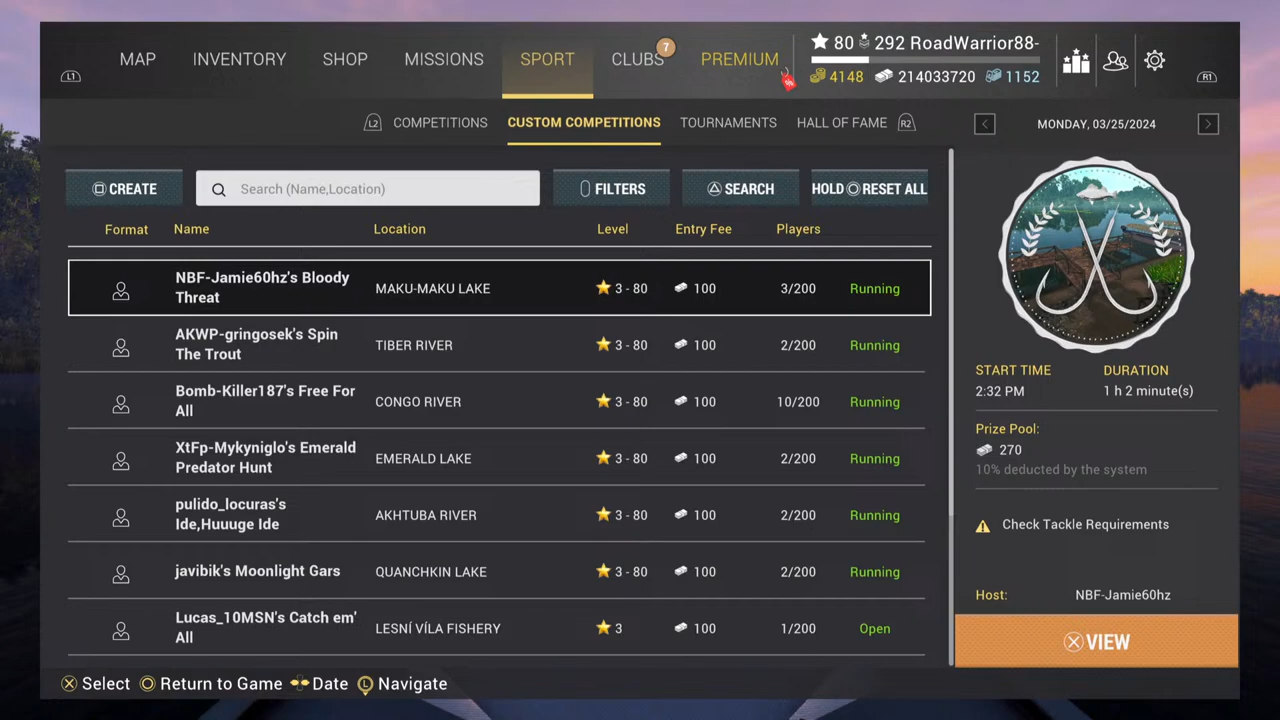 L1
MAP
INVENTORY
SHOP
MISSIONS
SPORT
CLUBS
7
PREMIUM
80 292 RoadWarrior88-
4148 214033720 1152
R1
L2
COMPETITIONS
CUSTOM COMPETITIONS
TOURNAMENTS
HALL OF FAME
R2
MONDAY, 03/25/2024
CREATE
Search (Name,Location)
FILTERS
SEARCH
HOLD RESET ALL
Format Name Location Level Entry Fee Players
NBF-Jamie60hz's Bloody
Threat
MAKU-MAKU LAKE 3 - 80 100 3/200 Running
AKWP-gringosek's Spin
The Trout
TIBER RIVER 3 - 80 100 2/200 Running
Bomb-Killer187's Free For
All
CONGO RIVER 3 - 80 100 10/200 Running
XtFp-Mykyniglo's Emerald
Predator Hunt
EMERALD LAKE 3 - 80 100 2/200 Running
pulido_locuras's
Ide,Huuuge Ide
AKHTUBA RIVER 3 - 80 100 2/200 Running
javibik's Moonlight Gars
QUANCHKIN LAKE 3 - 80 100 2/200 Running
Lucas_10MSN's Catch em'
All
LESNÍ VÍLA FISHERY 3 100 1/200 Open
START TIME DURATION
2:32 PM 1 h 2 minute(s)
Prize Pool:
270
10% deducted by the system
Check Tackle Requirements
Host: NBF-Jamie60hz
VIEW
Select Return to Game Date L Navigate